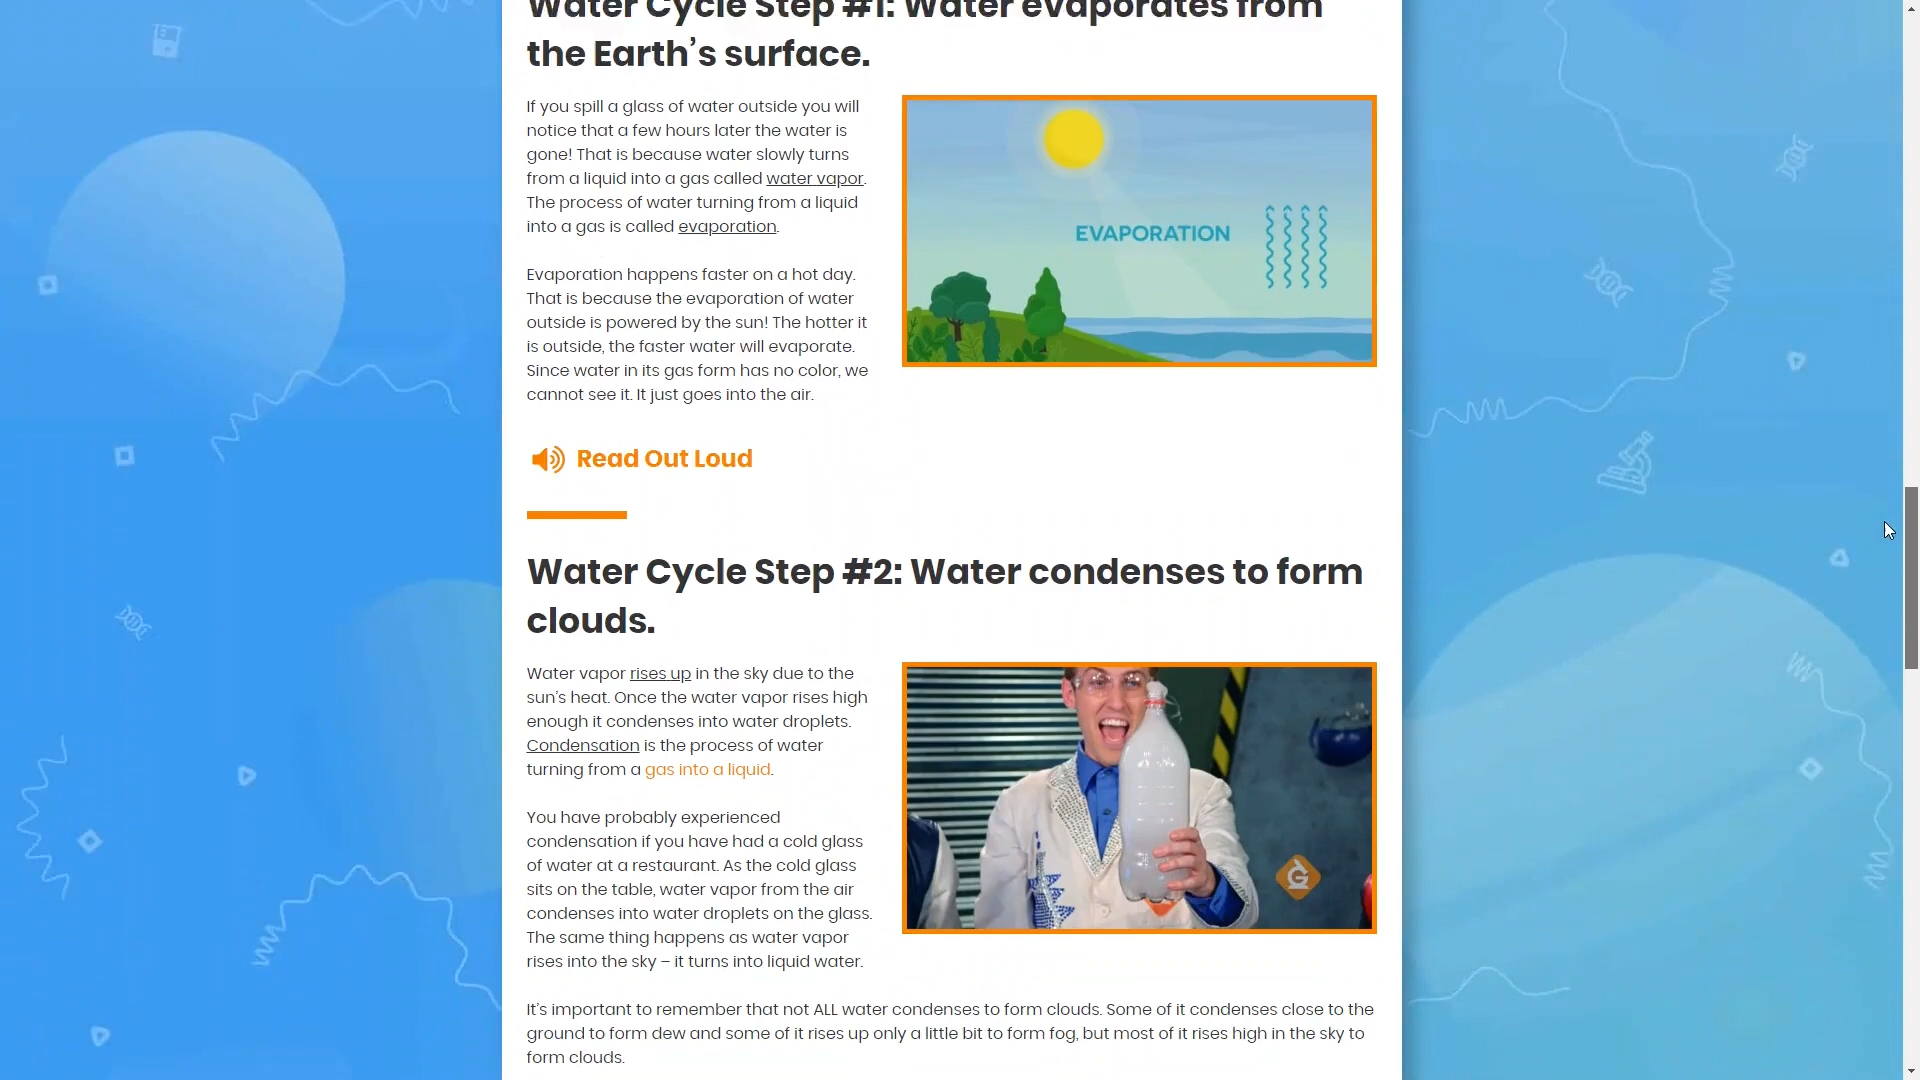 Water Cycle Step #1: Water evaporates from
the Earth’s surface.
If you spill a glass of water outside you will
notice that a few hours later the water is
gone! That is because water slowly turns
from a liquid into a gas called water vapor.
The process of water turning from a liquid
into a gas is called evaporation.
Evaporation happens faster on a hot day.
That is because the evaporation of water
outside is powered by the sun! The hotter it
is outside, the faster water will evaporate.
Since water in its gas form has no color, we
cannot see it. It just goes into the air.
EVAPORATION
Read Out Loud
Water Cycle Step #2: Water condenses to form
clouds.
Water vapor rises up in the sky due to the
sun’s heat. Once the water vapor rises high
enough it condenses into water droplets.
Condensation is the process of water
turning from a gas into a liquid.
You have probably experienced
condensation if you have had a cold glass
of water at a restaurant. As the cold glass
sits on the table, water vapor from the air
condenses into water droplets on the glass.
The same thing happens as water vapor
rises into the sky – it turns into liquid water.
G
It’s important to remember that not ALL water condenses to form clouds. Some of it condenses close to the
ground to form dew and some of it rises up only a little bit to form fog, but most of it rises high in the sky to
form clouds.